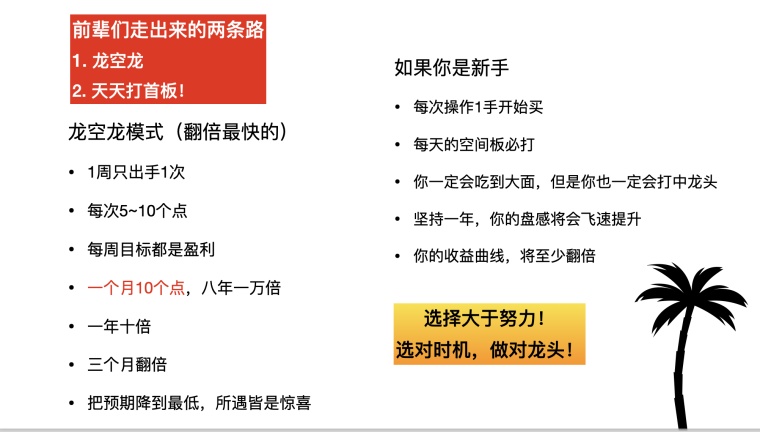 前辈们走出来的两条路
1. 龙空龙
2. 天天打首板！
龙空龙模式（翻倍最快的）
• 1周只出手1次
• 每次5~10个点
• 每周目标都是盈利
• 一个月10个点，八年一万倍
• 一年十倍
• 三个月翻倍
• 把预期降到最低，所遇皆是惊喜
如果你是新手
• 每次操作1手开始买
• 每天的空间板必打
• 你一定会吃到大面，但是你也一定会打中龙头
• 坚持一年，你的盘感将会飞速提升
• 你的收益曲线，将至少翻倍
选择大于努力！
选对时机，做对龙头！